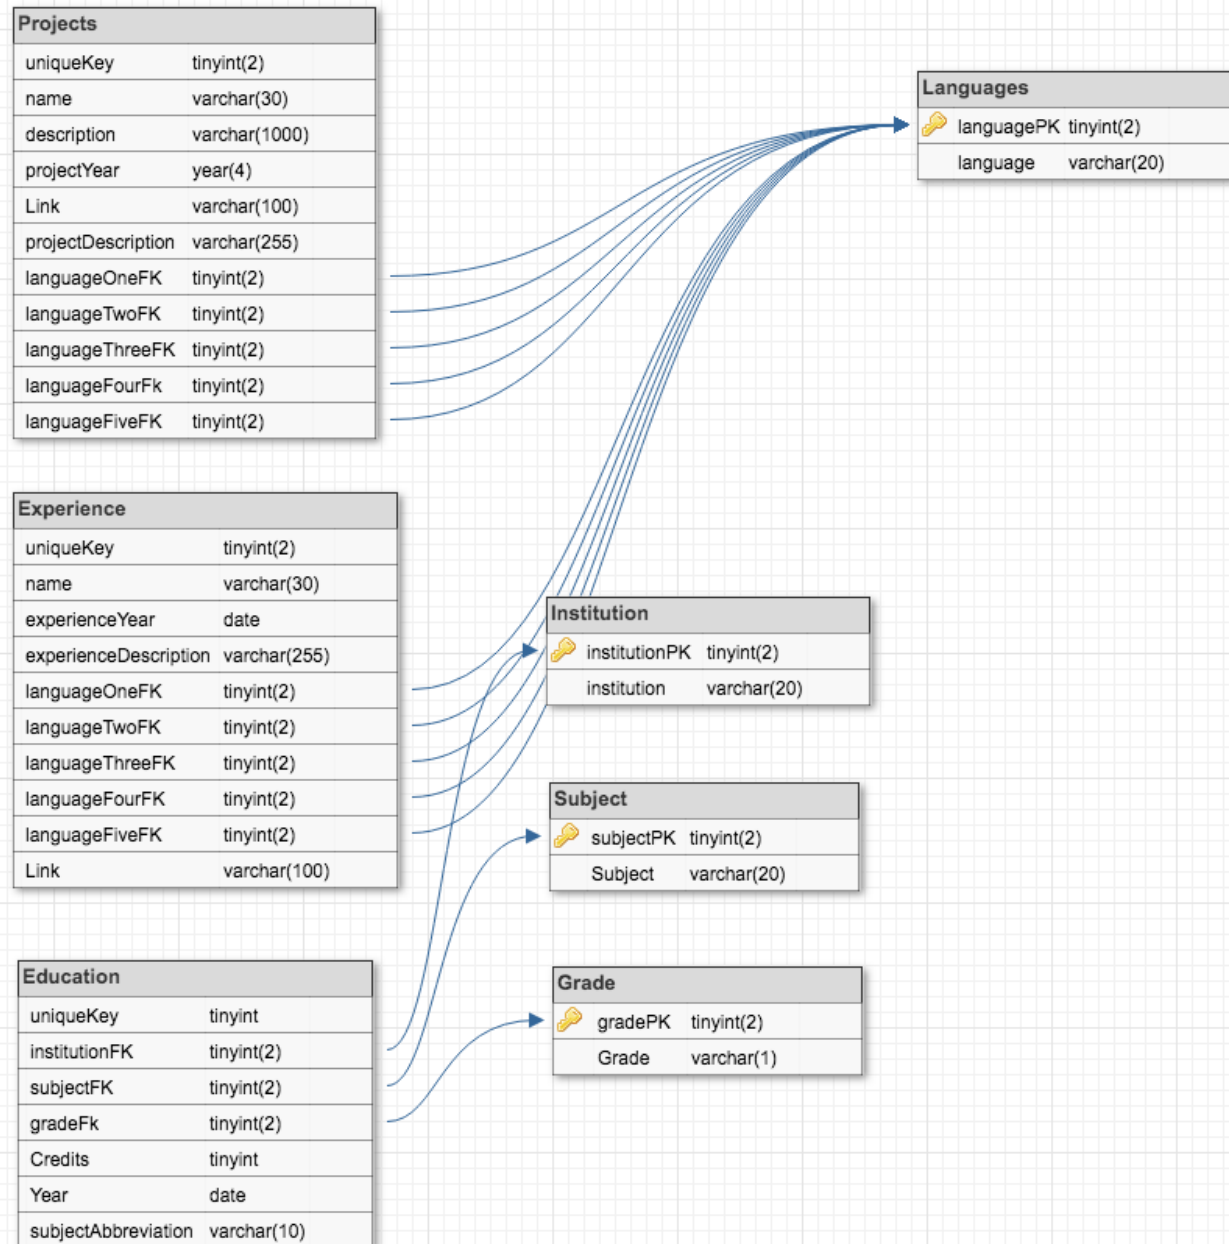 Projects
uniqueKey tinyint(2)
name varchar(30)
description varchar(1000)
projectYear year(4)
Link varchar(100)
projectDescription varchar(255)
languageOneFK tinyint(2)
languageTwoFK tinyint(2)
languageThreeFK tinyint(2)
languageFourFk tinyint(2)
languageFiveFK tinyint(2)
Languages
languagePK tinyint(2)
language varchar(20)
Experience
uniqueKey tinyint(2)
name varchar(30)
experienceYear date
experienceDescription varchar(255)
languageOneFK tinyint(2)
languageTwoFK tinyint(2)
languageThreeFK tinyint(2)
languageFourFK tinyint(2)
languageFiveFK tinyint(2)
Link varchar(100)
Institution
institutionPK tinyint(2)
institution varchar(20)
Subject
subjectPK tinyint(2)
Subject varchar(20)
Education
uniqueKey tinyint
institutionFK tinyint(2)
subjectFK tinyint(2)
gradeFk tinyint(2)
Credits tinyint
Year date
subjectAbbreviation varchar(10)
Grade
gradePK tinyint(2)
Grade varchar(1)